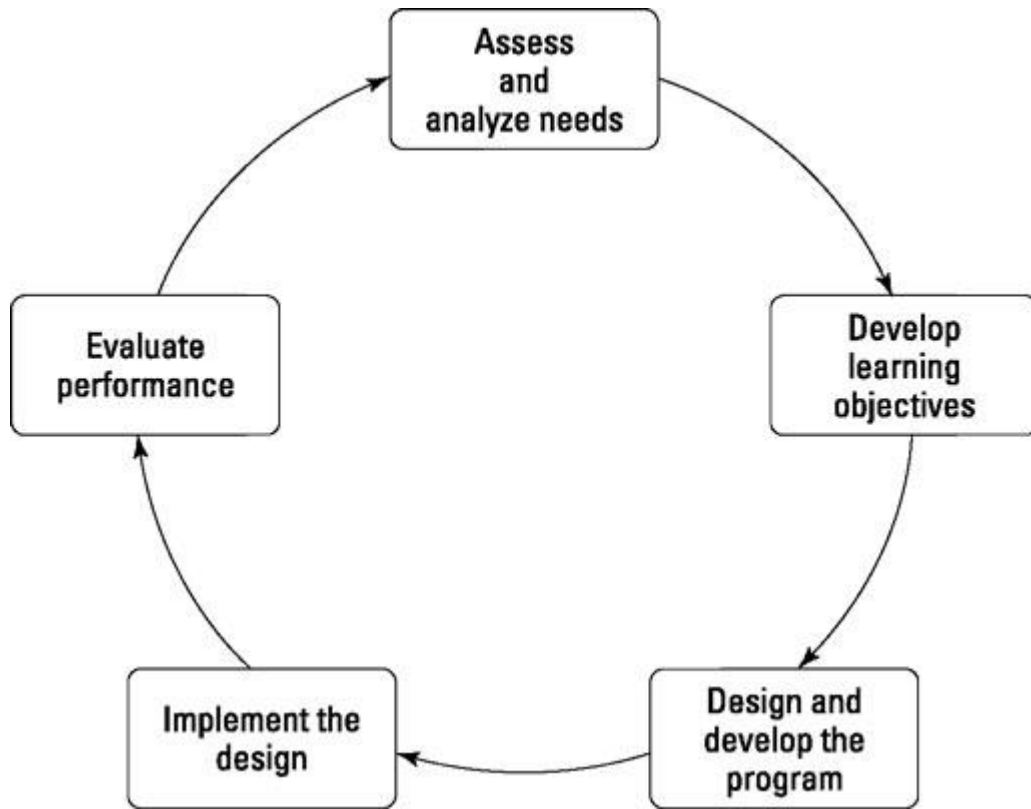 Assess
and
analyze needs
Develop
learning
objectives
Design and
develop the
program
Implement the
design
Evaluate
performance